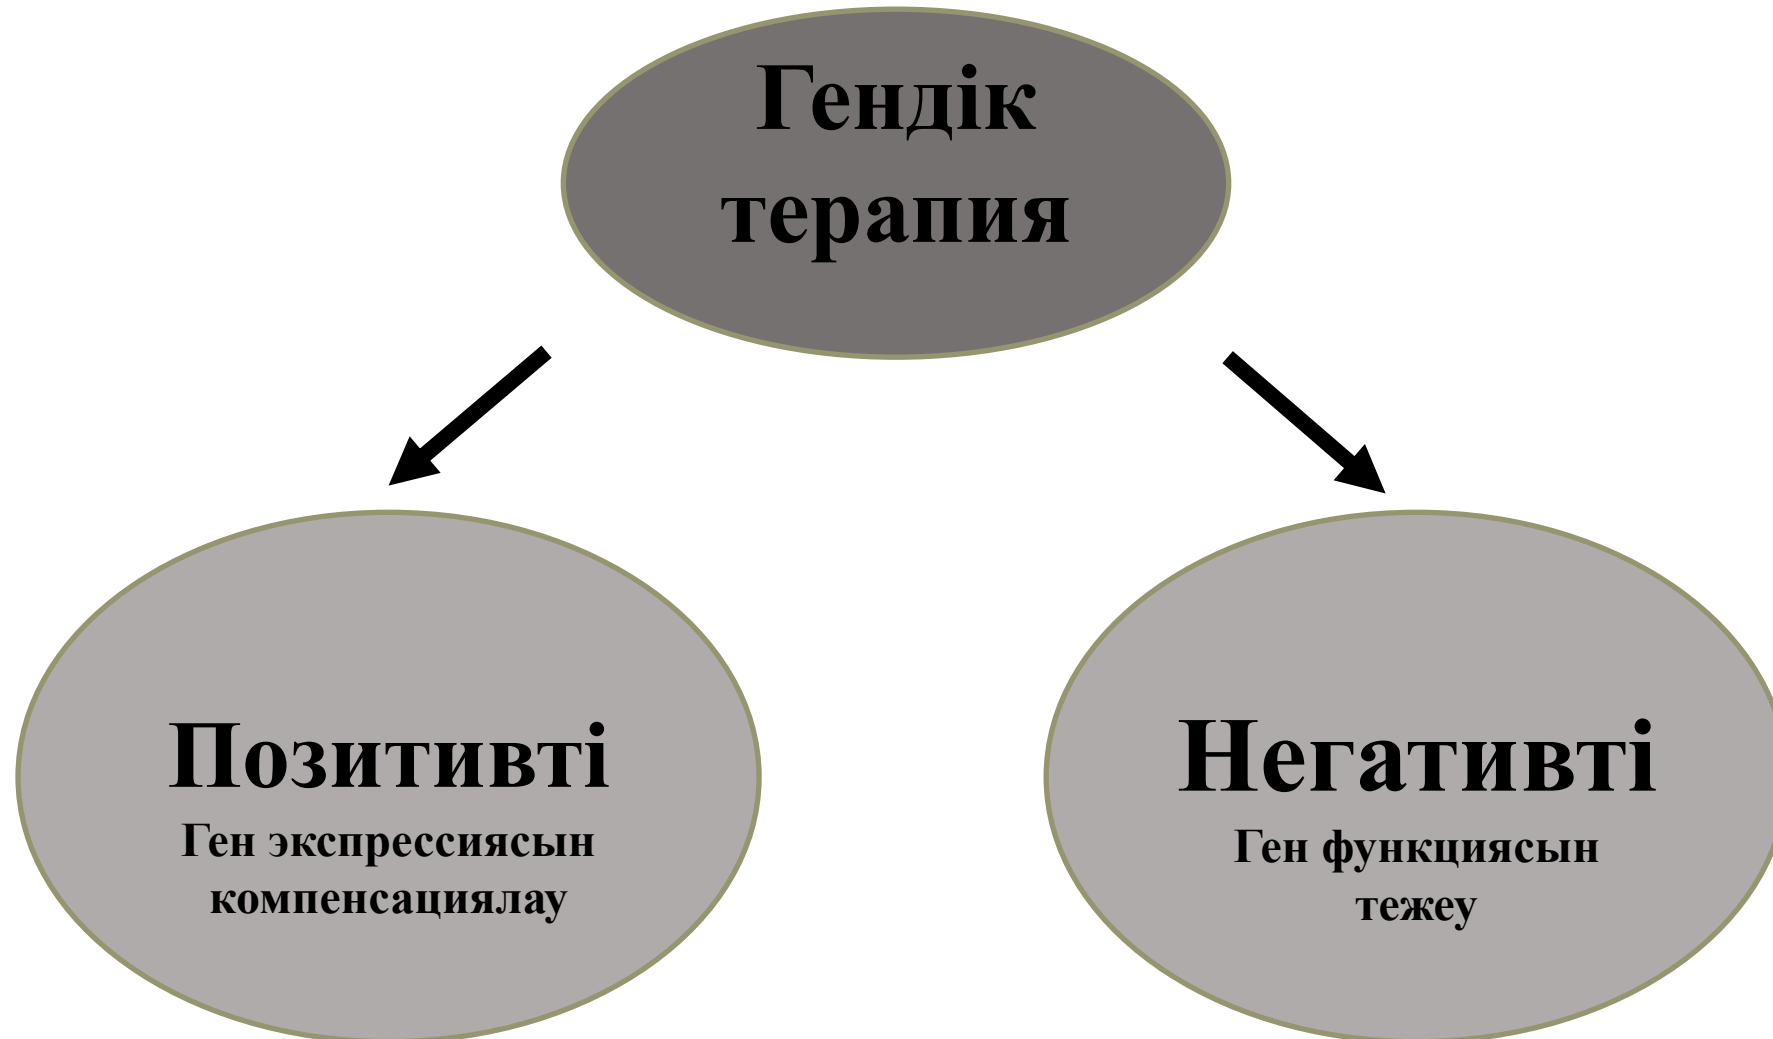 Гендік
терапия
Позитивті
Ген экспрессиясын
компенсациялау
Негативті
Ген функциясын
тежеу